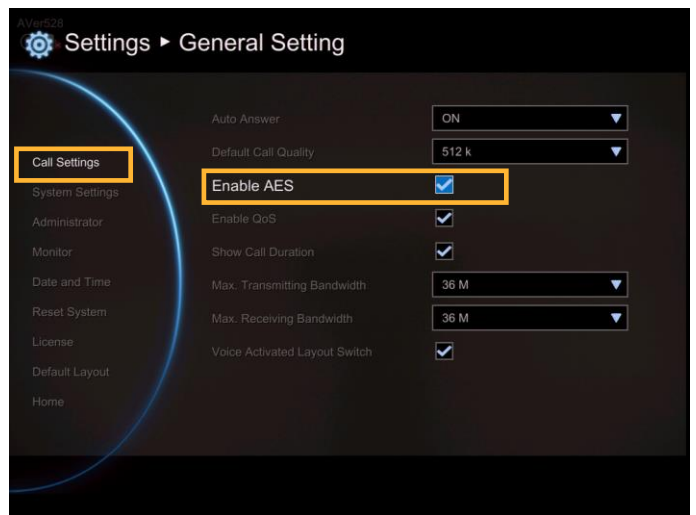 AVer528
Settings ► General Setting
Auto Answer ON ▼
Default Call Quality 512 k ▼
Call Settings
Enable AES
System Settings
Administrator
Enable QoS
Monitor
Show Call Duration
Date and Time
Max. Transmitting Bandwidth 36 M ▼
Reset System
Max. Receiving Bandwidth 36 M ▼
License
Voice Activated Layout Switch
Default Layout
Home